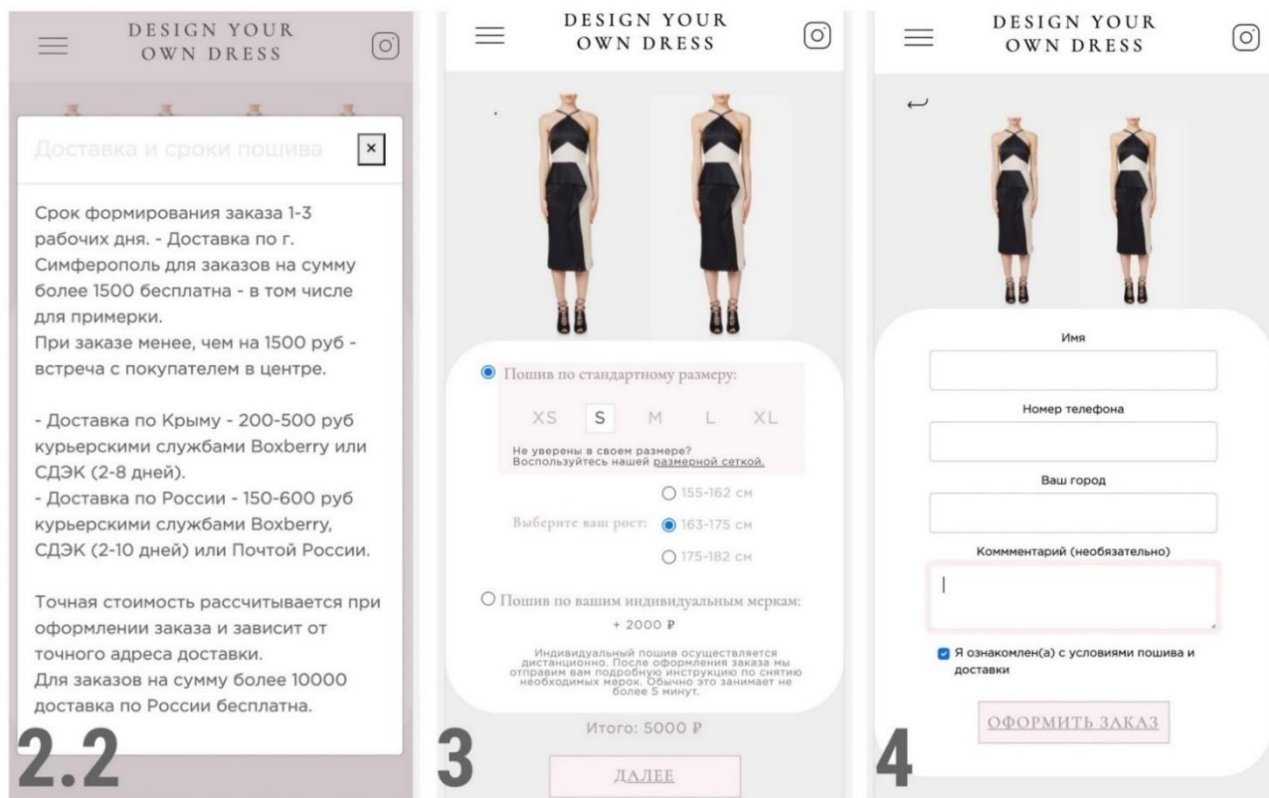 DESIGN YOUR
OWN DRESS
Доставка и сроки пошива
×
Срок формирования заказа 1-3
рабочих дня. - Доставка по г.
Симферополь для заказов на сумму
более 1500 бесплатна - в том числе
для примерки.
При заказе менее, чем на 1500 руб -
встреча с покупателем в центре.
- Доставка по Крыму - 200-500 руб
курьерскими службами Boxberry или
СДЭК (2-8 дней).
- Доставка по России - 150-600 руб
курьерскими службами Boxberry,
СДЭК (2-10 дней) или Почтой России.
Точная стоимость рассчитывается при
оформлении заказа и зависит от
точного адреса доставки.
Для заказов на сумму более 10000
доставка по России бесплатна.
2.2
DESIGN YOUR
OWN DRESS
Пошив по стандартному размеру:
XS S M L XL
Не уверены в своем размере?
Воспользуйтесь нашей размерной сеткой.
155-162 см
Выберите ваш рост: 163-175 см
175-182 см
Пошив по вашим индивидуальным меркам:
+ 2000 ₽
Индивидуальный пошив осуществляется
дистанционно. После оформления заказа мы
отправим вам подробную инструкцию по снятию
необходимых мерок. Обычно это занимает не
более 5 минут.
Итого: 5000 ₽
ДАЛЕЕ
3
DESIGN YOUR
OWN DRESS
Имя
Номер телефона
Ваш город
Коммментарий (необязательно)
Я ознакомлен(а) с условиями пошива и
доставки
ОФОРМИТЬ ЗАКАЗ
4